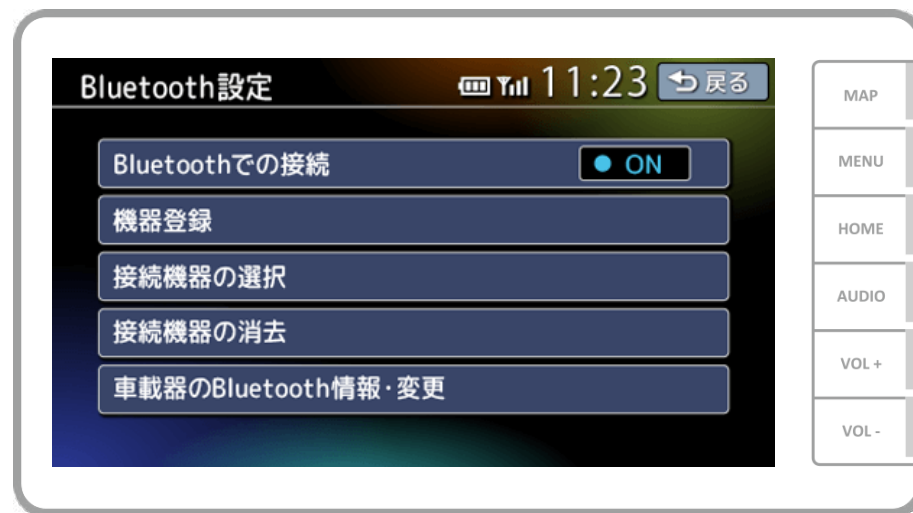 Bluetooth設定 11:23 戻る
Bluetoothでの接続 ON
機器登録
接続機器の選択
接続機器の消去
車載器のBluetooth情報・変更
MAP
MENU
HOME
AUDIO
VOL +
VOL -